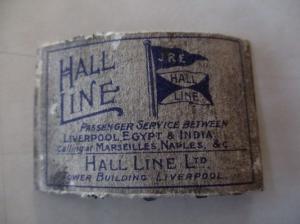 HALL
LINE
J.R.E.
HALL
LINE
PASSENGER SERVICE BETWEEN
LIVERPOOL, EGYPT & INDIA
Calling at MARSEILLES, NAPLES, &c
HALL LINE LTD
TOWER BUILDING LIVERPOOL